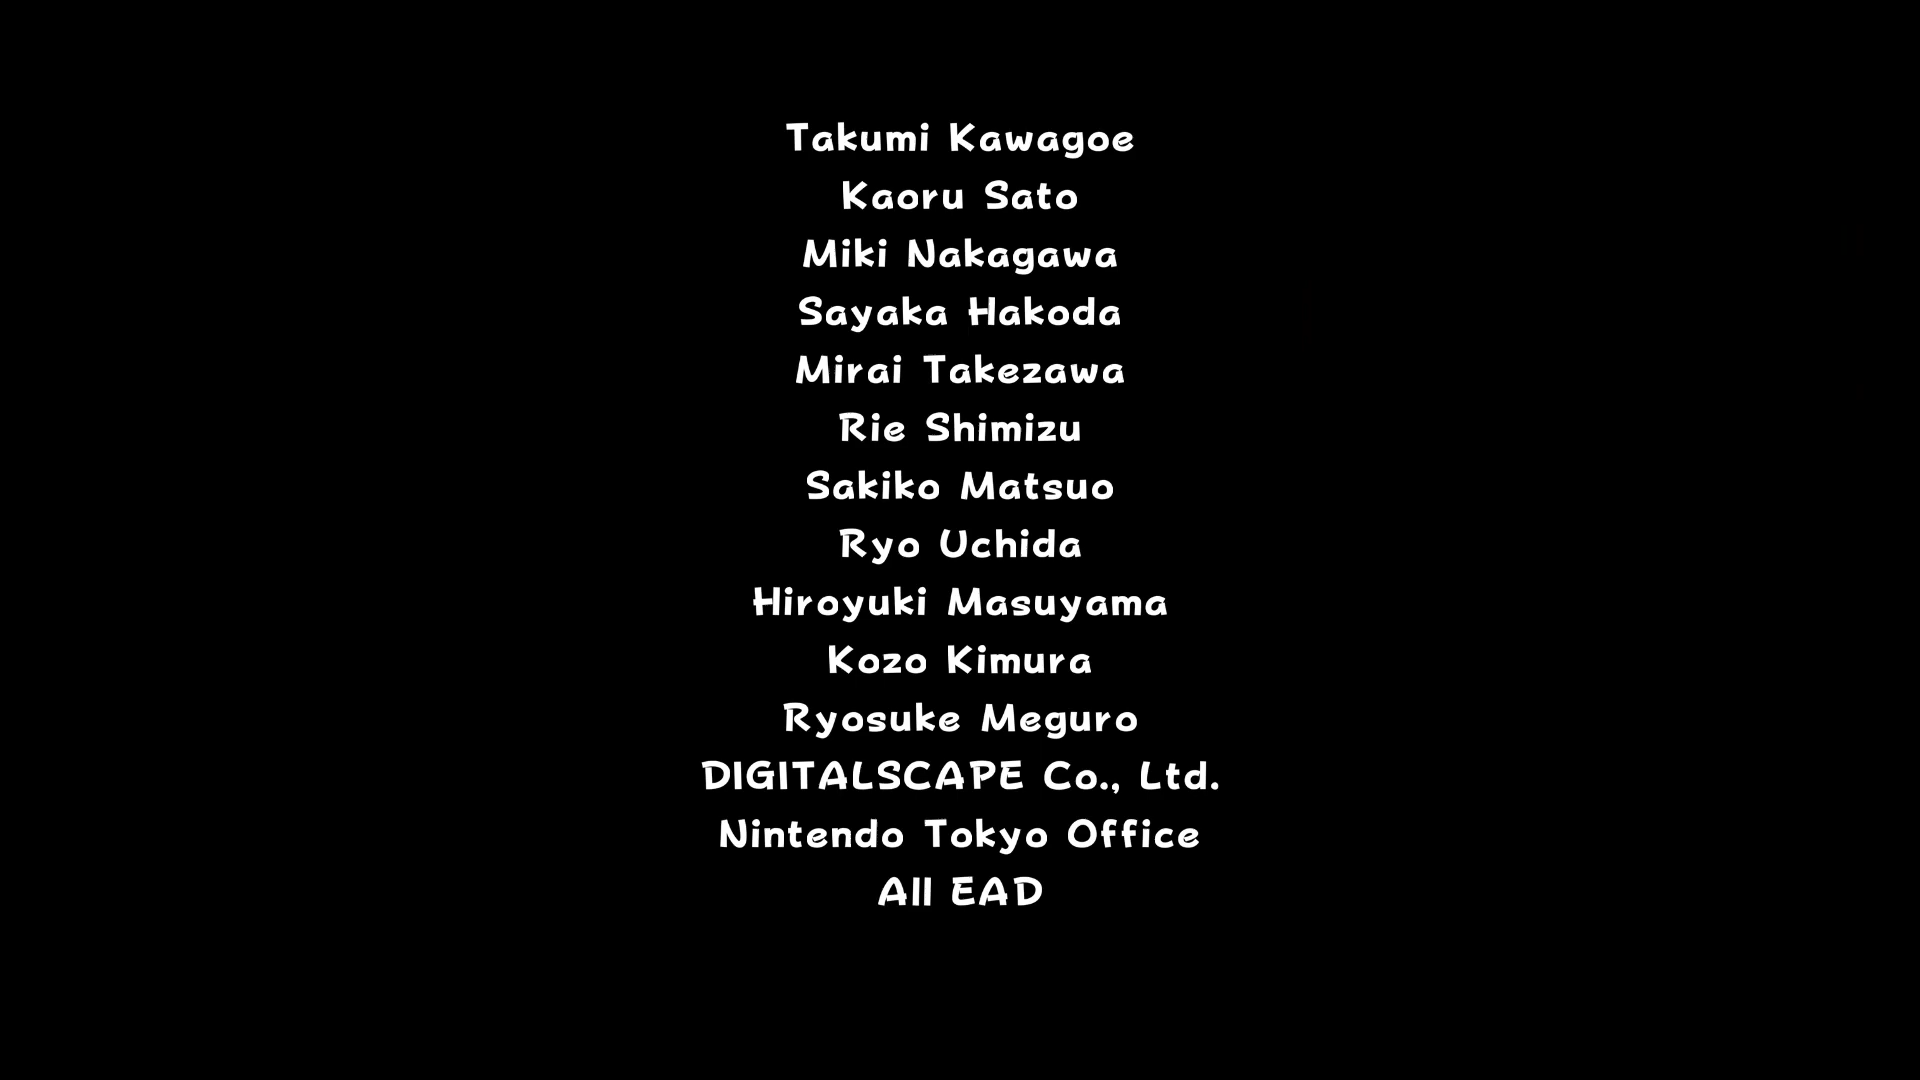 Takumi Kawagoe
Kaoru Sato
Miki Nakagawa
Sayaka Hakoda
Mirai Takezawa
Rie Shimizu
Sakiko Matsuo
Ryo Uchida
Hiroyuki Masuyama
Kozo Kimura
Ryosuke Meguro
DIGITALSCAPE Co., Ltd.
Nintendo Tokyo Office
All EAD